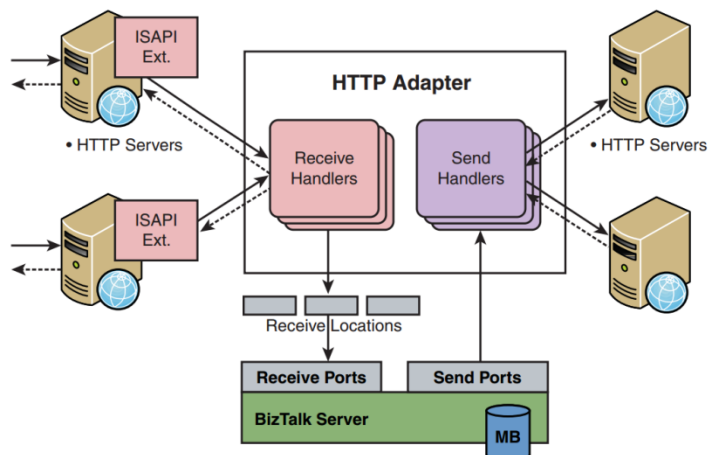 ISAPI
Ext.
HTTP Adapter
• HTTP Servers
Receive
Handlers
Send
Handlers
• HTTP Servers
ISAPI
Ext.
Receive Locations
Receive Ports
Send Ports
BizTalk Server
MB